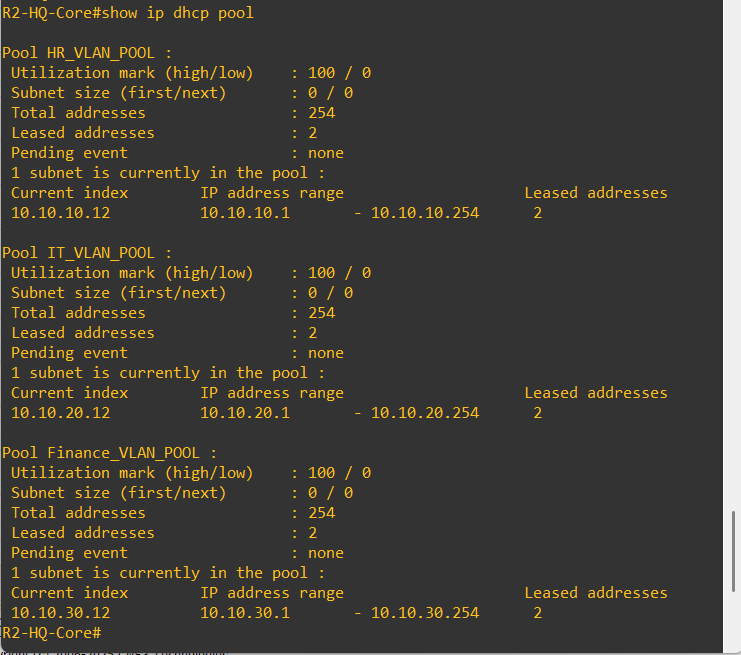 R2-HQ-Core#show ip dhcp pool
Pool HR_VLAN_POOL :
Utilization mark (high/low)    : 100 / 0
Subnet size (first/next)       : 0 / 0
Total addresses                : 254
Leased addresses               : 2
Pending event                  : none
1 subnet is currently in the pool :
Current index        IP address range                    Leased addresses
10.10.10.12          10.10.10.1       - 10.10.10.254      2
Pool IT_VLAN_POOL :
Utilization mark (high/low)    : 100 / 0
Subnet size (first/next)       : 0 / 0
Total addresses                : 254
Leased addresses               : 2
Pending event                  : none
1 subnet is currently in the pool :
Current index        IP address range                    Leased addresses
10.10.20.12          10.10.20.1       - 10.10.20.254      2
Pool Finance_VLAN_POOL :
Utilization mark (high/low)    : 100 / 0
Subnet size (first/next)       : 0 / 0
Total addresses                : 254
Leased addresses               : 2
Pending event                  : none
1 subnet is currently in the pool :
Current index        IP address range                    Leased addresses
10.10.30.12          10.10.30.1       - 10.10.30.254      2
R2-HQ-Core#